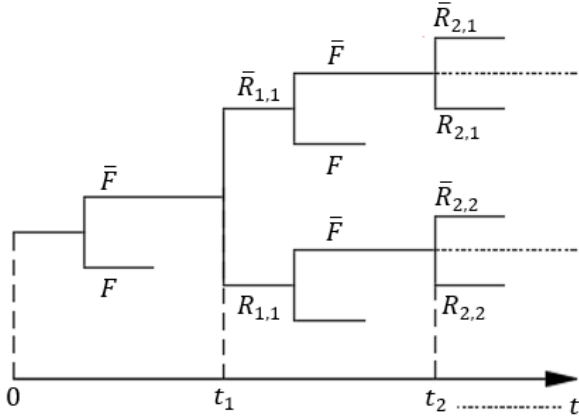 R̄₂,₁
F̄
R̄₁,₁
R₂,₁
F
F̄
R̄₂,₂
F̄
F
R₁,₁
R₂,₂
0
t₁
t₂
t